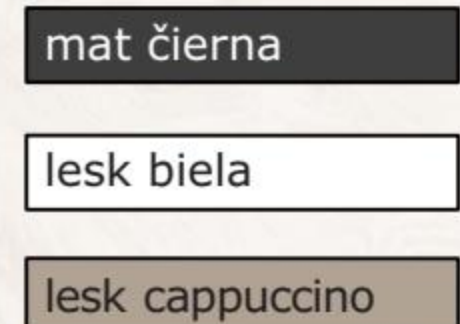 mat čierna
lesk biela
lesk cappuccino